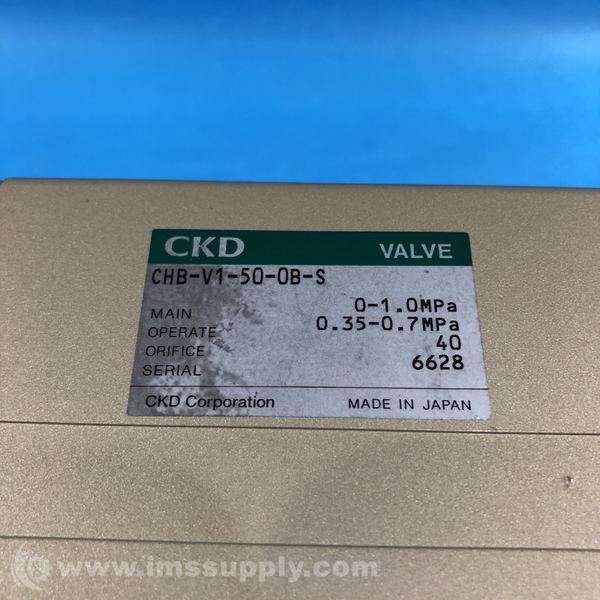 CKD VALVE
CHB-V1-50-0B-S
MAIN 0-1.0MPa
OPERATE 0.35-0.7MPa
ORIFICE 40
SERIAL 6628
CKD Corporation MADE IN JAPAN
www.imssupply.com